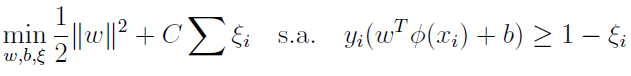 min_{w,b,ξ} 1/2 ||w||² + C ∑ ξ_i s.a. y_i(w^T ϕ(x_i) + b) ≥ 1 − ξ_i